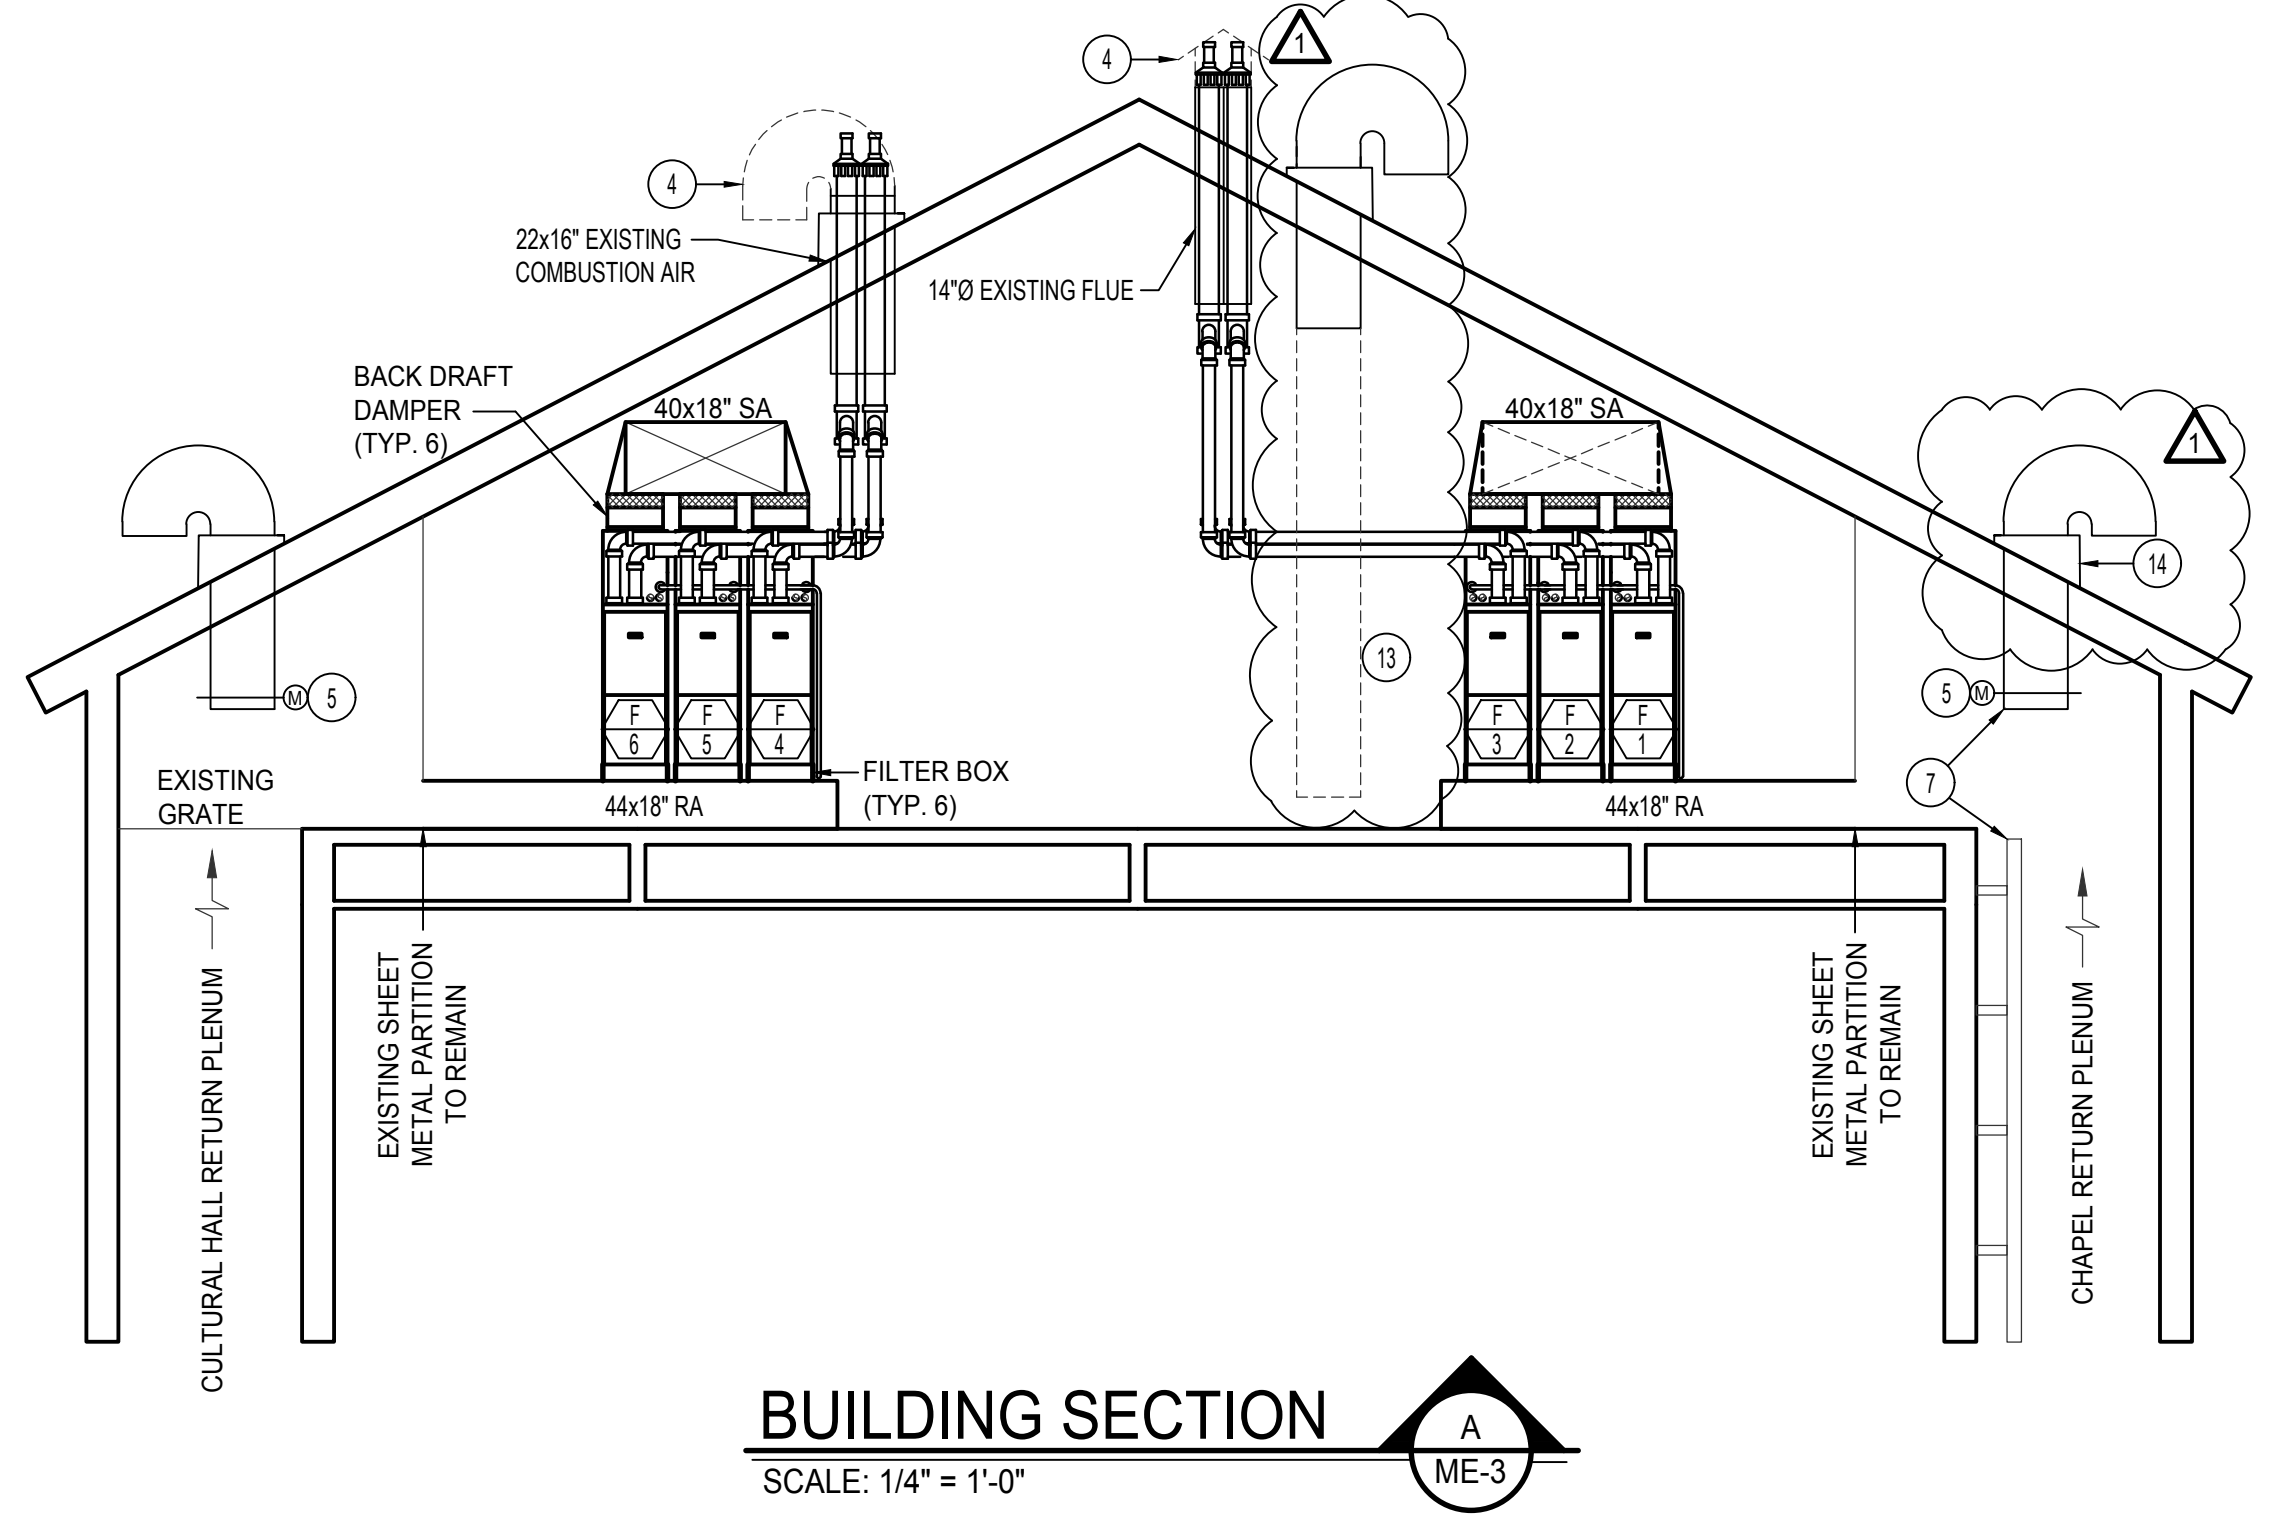 4
1
4
22x16" EXISTING
COMBUSTION AIR
14"Ø EXISTING FLUE
BACK DRAFT
DAMPER
(TYP. 6)
40x18" SA
40x18" SA
1
14
13
5
M
M
5
F
6
F
5
F
4
F
3
F
2
F
1
EXISTING
GRATE
FILTER BOX
(TYP. 6)
44x18" RA
44x18" RA
7
CULTURAL HALL RETURN PLENUM
EXISTING SHEET
METAL PARTITION
TO REMAIN
EXISTING SHEET
METAL PARTITION
TO REMAIN
CHAPEL RETURN PLENUM
BUILDING SECTION
SCALE: 1/4" = 1'-0"
A
ME-3